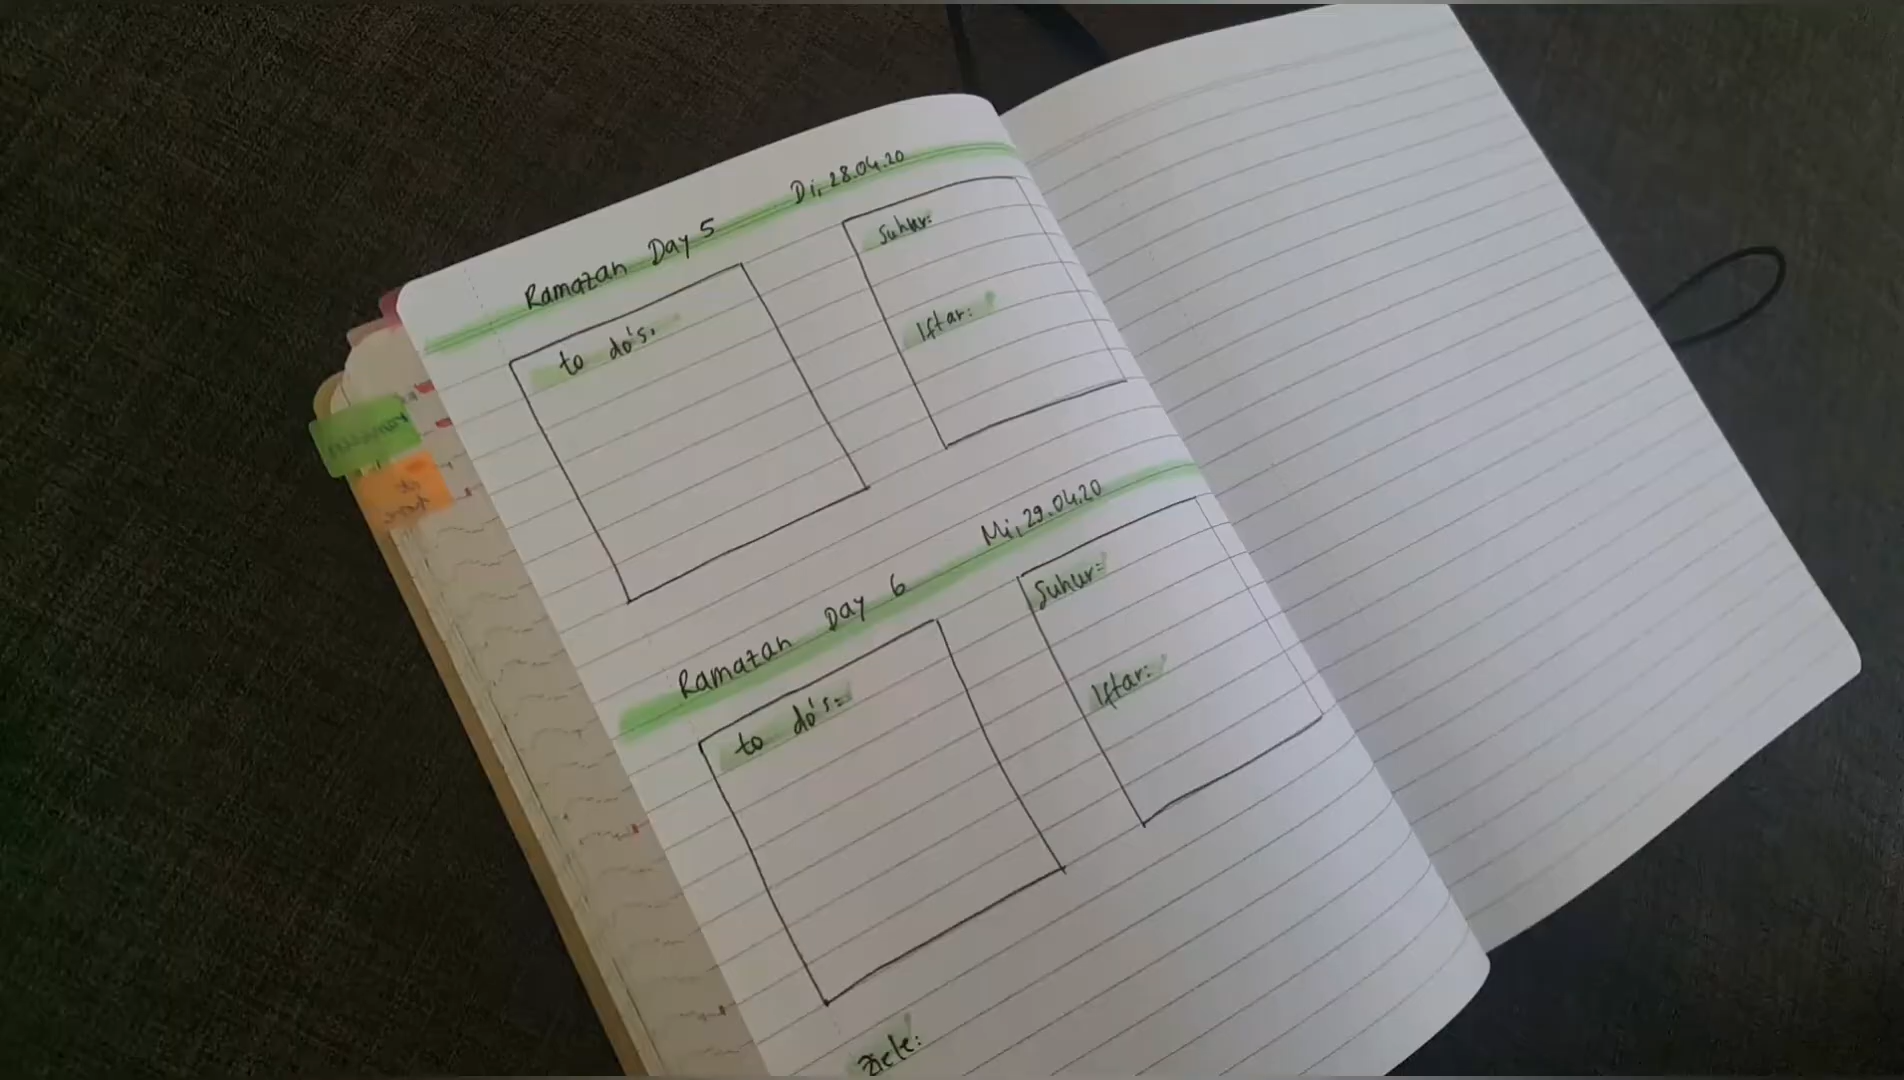 Ramazan Day 5 Di, 28.04.20
to do's:
Suhur:
Iftar:
Ramazan Day 6 Mi, 29.04.20
to do's:
Suhur:
Iftar:
Ziele: